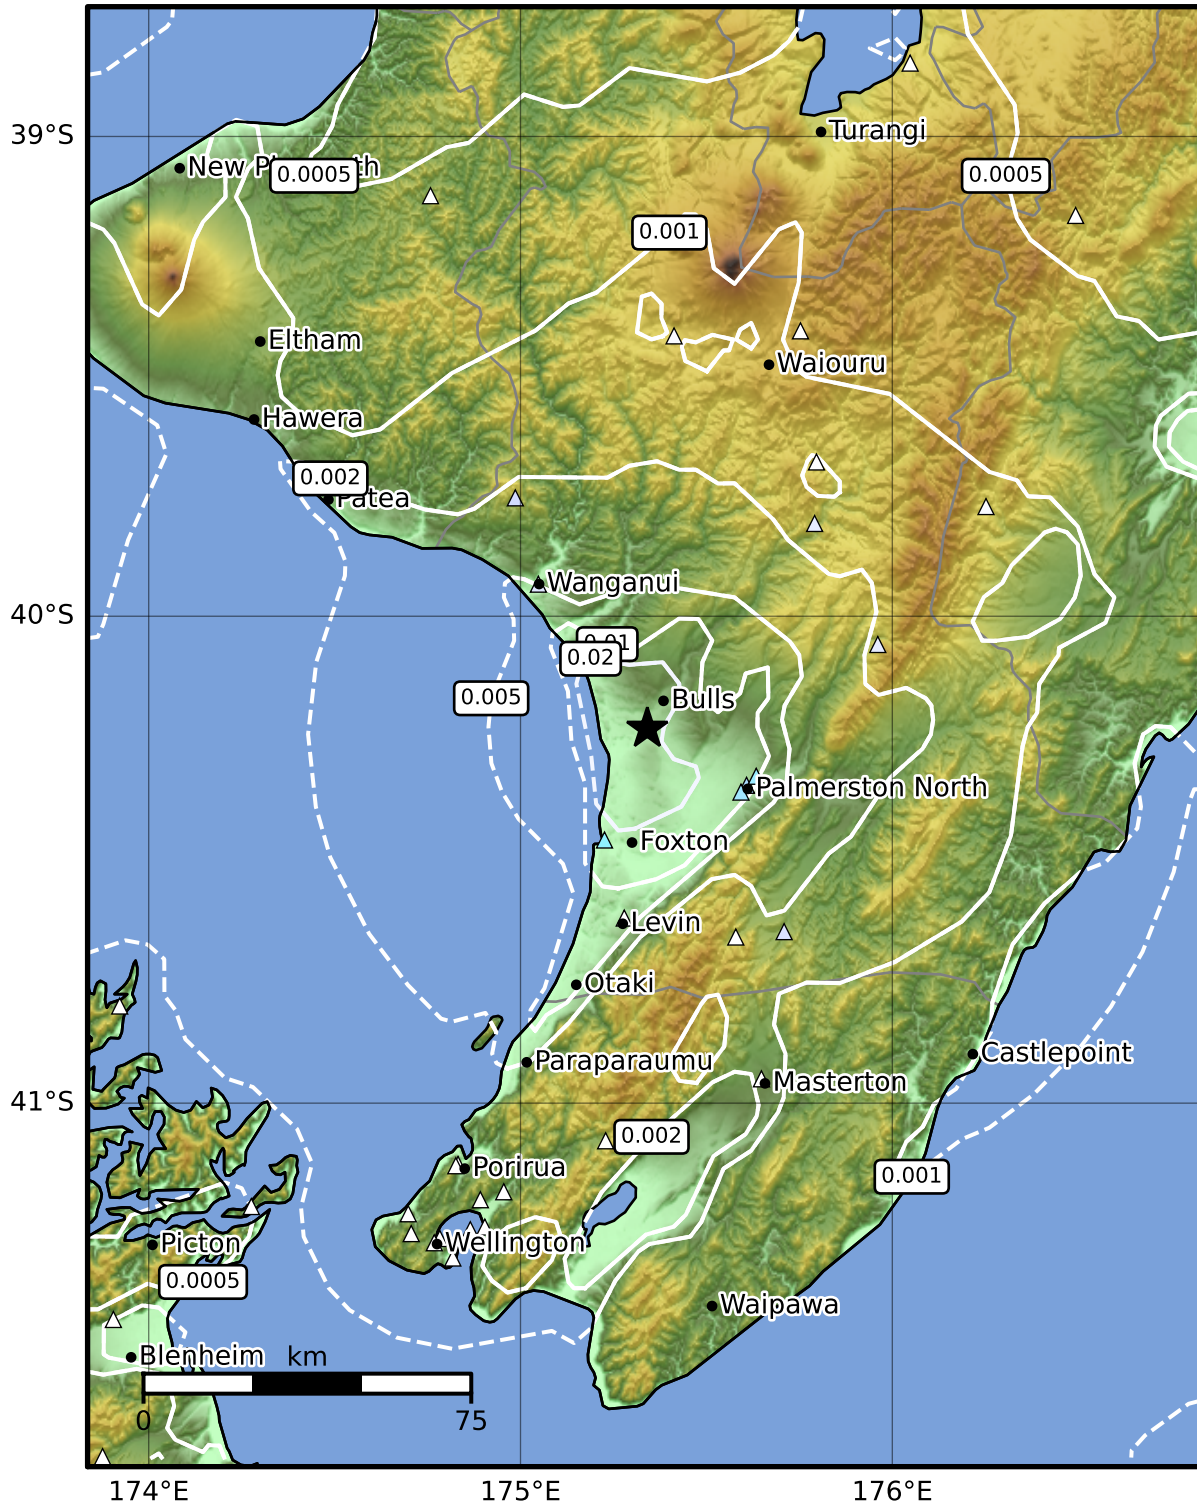 39°S
Turangi
New P th
0.0005
0.0005
0.001
Eltham
Waiouru
Hawera
0.002
Patea
Wanganui
40°S
0.01
0.02
0.005
Bulls
Palmerston North
Foxton
Levin
Otaki
Castlepoint
Paraparaumu
Masterton
41°S
0.002
Porirua
0.001
Picton
Wellington
0.0005
Waipawa
Blenheim
km
0
75
174°E
175°E
176°E